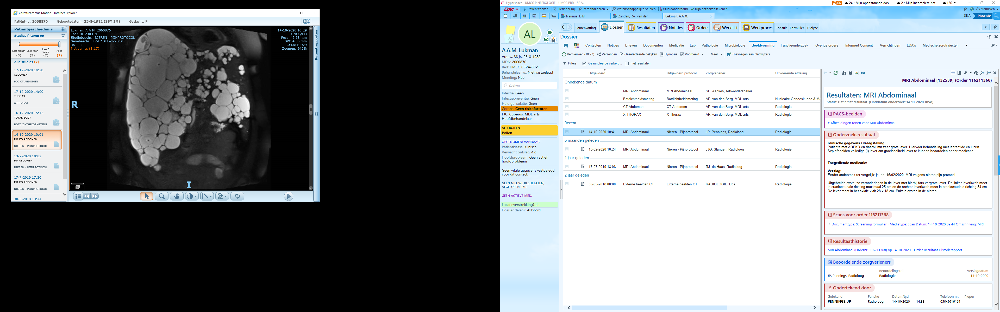 Carestream Vue Motion - Internet Explorer
Patiënt-id: 2060876 Geboortedatum: 25-8-1982 (38Y 1M) Geslacht: F
Patiëntgeschiedenis
Studies filteren op
Last Month Last Year Last 3 Years Alles
(3) (5) (7) (7)
Alle studies (7)
17-12-2020 14:20
ABDOMEN
MIC CT ABDOMEN
17-12-2020 14:00
THORAX
X-THORAX
16-12-2020 15:45
TOTAL BODY
BOTDICHTHEIDSMETING
14-10-2020 10:01
MR KO ABDOMEN
NIEREN - PIJNPROTOCOL
13-2-2020 10:02
MR ABDOMEN
NIEREN - PIJNPROTOCOL
17-7-2019 17:20
MR KO ABDOMEN
NIEREN - PIJNPROTOCOL
30-5-2018 13:44
Lukman, A A M, 2060876
Toe: 101230314
Studiebeschr.: NIEREN - PIJNPROTOCOL
Seriebeschr.: T2-HASTE-cor-FrBr
36 - 32
Met verlies (1:17)
14-10-2020 10:29
UMCG/M3
Pos: -42,58 mm
SW: 4,00 mm
C:438 B:929
Zoomen: 245%
R
I
Patiëntrapporten
Hyperspace - UMCG P NEFROLOGIE - UMCG PRD - SE A.
66 24 : Mijn openstaande dos. 2 : Mijn incomplete not. 136
Epic Patiënt zoeken Herinner mij Personaliseren Wetenschappelijke studies Studieonderhoud Mijn bezoeken tekenen Afdrukken
Marinus, D.M. Zanden, P.A., van der Lukman, A.A.M. SE A. Phoenix
AL
A.A.M. Lukman
Vrouw, 38 jr., 25-8-1982
MDN: 2060876
Bed: UMCG C3VA-50-1
Behandelaanw.: Niet vastgelegd
Meerling: Nee
Zoeken
Infectie: Geen
Infectiepreventie: Geen
Huidige isolatie: Geen
Corona: Geen risicofactoren
FJC. Cuperus, MDL arts
Hoofdbehandelaar
ALLERGIEËN
Pollen
OPGENOMEN: VANDAAG
Patiëntklasse: Klinisch
Verwacht ontslag: 4 d
Hoofdprobleem: Geen actief
hoofdprobleem
Geen vitale gegevens vastgelegd
voor dit contact.
GEEN NIEUWE RESULTATEN,
AFGELOPEN 36U
GEEN ACTIEVE MED.
Locatieverstrekking?: Ja
Dossier delen?: Akkoord
Samenvatting Dossier Resultaten Notities Orders Werklijst Werkproces Consult Formulier Dialyse
Dossier
Contacten Notities Brieven Documenten Medicatie Lab Pathologie Microbiologie Beeldvorming Functieonderzoek Overige orders Informed Consent Verrichtingen LDA's Medische zorgtrajecten
Vernieuwen (10:27) Verzenden Geselecteerde bekijken Synopsis Voorbeeld Meer Toevoegen aan bladwijzers
Filters Geannuleerde verberg... met resultaten
Uitgevoerd Uitgevoerd protocol Zorgverlener Uitvoerende afdeling
Onbekende datum
MRI Abdominaal MRI Abdominaal SE. Aapkes, Arts-onderzoeker
Botdichtheidsmeting Botdichtheidsmeting AP. van den Berg, MDL arts Nucleaire Geneeskunde & Mo
CT Abdomen CT Abdomen AP. van den Berg, MDL arts Radiologie
X-THORAX X-Thorax AP. van den Berg, MDL arts Radiologie
Recent
14-10-2020 10:41 MRI Abdominaal Nieren - Pijnprotocol JP. Pennings, Radioloog Radiologie
6 maanden geleden
13-02-2020 10:24 MRI Abdominaal Nieren - Pijnprotocol JJG. Slangen, Radioloog Radiologie
1 jaar geleden
17-07-2019 18:08 MRI Abdominaal Nieren - Pijnprotocol RJ. de Haas, Radioloog Radiologie
2 jaar geleden
30-05-2018 00:00 Externe beelden CT Externe beelden CT RADIOLOGIE. Dcs Radiologie
MRI Abdominaal [132539] (Order 116211368)
Resultaten: MRI Abdominaal
Status: Definitief resultaat (Einddatum onderzoek: 14-10-2020 10:41)
PACS-beelden
Afbeeldingen tonen voor MRI Abdominaal
Onderzoeksresultaat
Klinische gegevens / vraagstelling:
Patiente met ADPKD en daarbij mn zeer grote lever. Hiervoor behandeling met lanreotide en lucrin
Svp afbeelden volledige (!) lever om groeisnelheid lever te kunnen beoordelen onder medicatie
Toegediende medicatie:
Verslag:
Eerder onderzoek ter vergelijk: ja, dd 16/02/2020. MRI volgens nieren pijn protocol.
Uitgebreide cysteuze veranderingen in de lever met hierbij fors vergrote lever. De linker leverkwab meet
in craniocaudale richting maximaal 25 cm en de rechter leverkwab meet in craniocaudale richting 34 cm.
De lever meet in het axiale vlak 28 x 18 cm. Enkele cysten in de nieren.
Scans voor order 116211368
Documenttype: Screeningsformulier - Mediatype: Scan Datum: 14-10-2020 09:44 Omschrijving: MRI
Resultaathistorie
MRI Abdominaal (Ordernr. 116211368) op 14-10-2020 - Order Resultaat Historierapport
Beoordelende zorgverleners
Beoordelingsrol Verslagdatum
JP. Pennings, Radioloog Radiologie 14-10-2020
Ondertekend door
Getekend Functie Datum/tijd Telefoon nr. Pieper
PENNINGS, JP Radioloog 14-10-2020 14:38 050-3616161